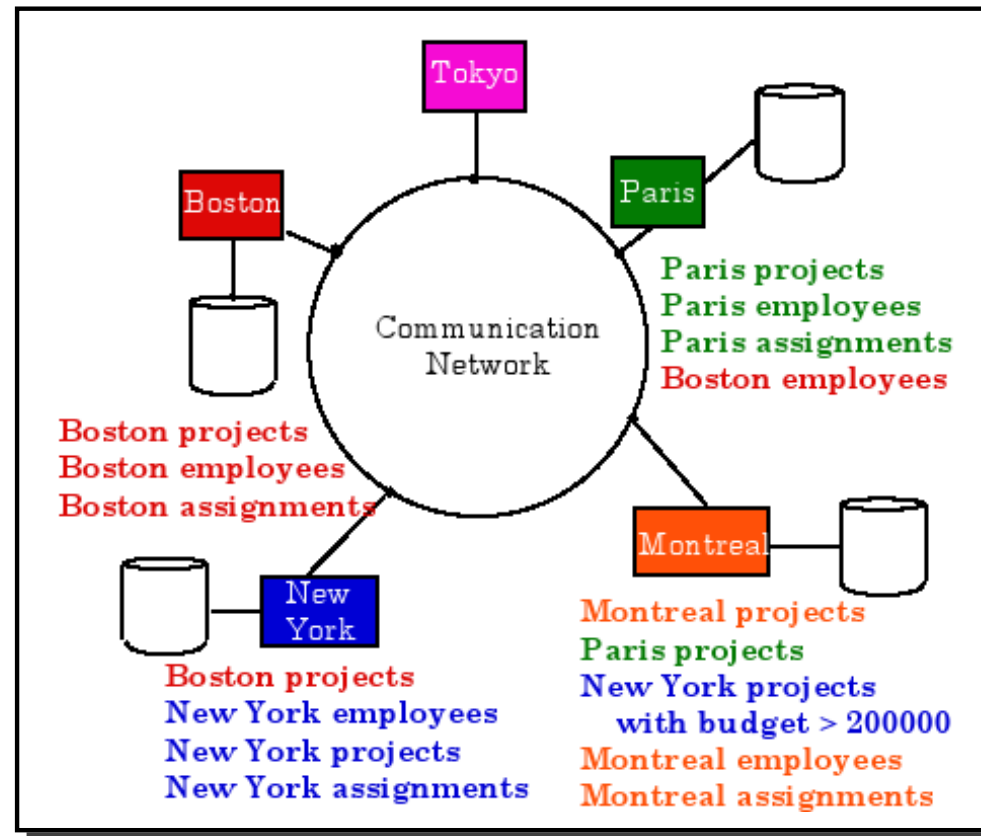 Tokyo
Boston
Paris
Communication
Network
Paris projects
Paris employees
Paris assignments
Boston employees
Boston projects
Boston employees
Boston assignments
New
York
Boston projects
New York employees
New York projects
New York assignments
Montreal
Montreal projects
Paris projects
New York projects
with budget > 200000
Montreal employees
Montreal assignments